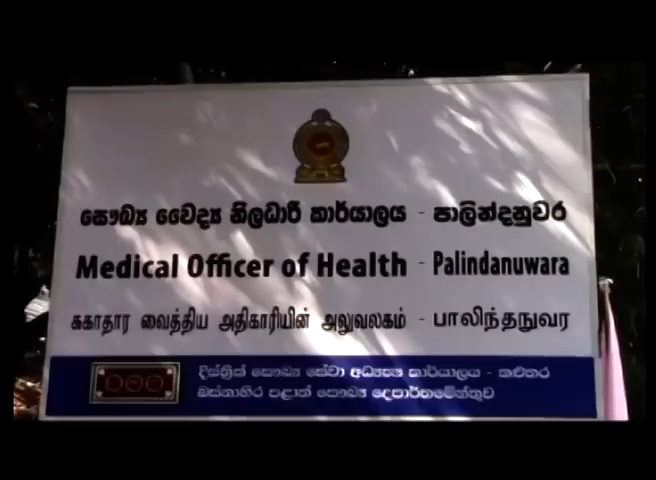 සෞඛ්‍ය වෛද්‍ය නිලධාරී කාර්යාලය - පාලින්දනුවර
Medical Officer of Health - Palindanuwara
சுகாதார வைத்திய அதிகாரியின் அலுவலகம் - பாலிந்தநுவர
දිස්ත්‍රික් සෞඛ්‍ය සේවා අධ්‍යක්‍ෂ කාර්යාලය - කළුතර
බස්නාහිර පළාත් සෞඛ්‍ය දෙපාර්තමේන්තුව